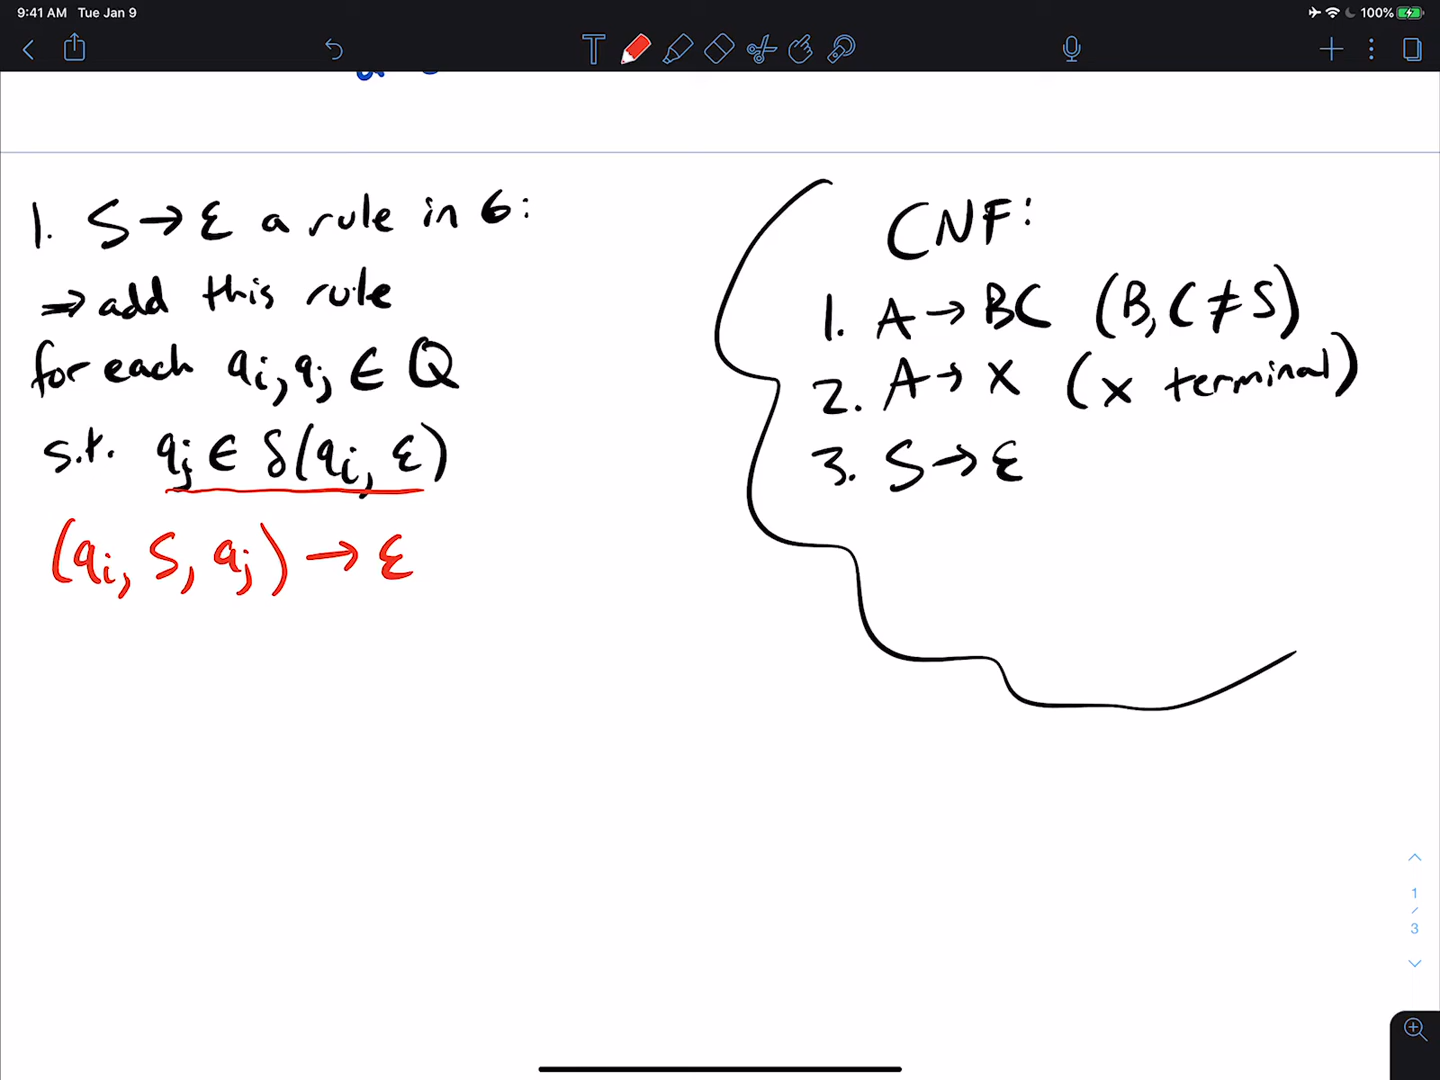 9:41 AM Tue Jan 9
100%
1. S → ε a rule in G:
⇒ add this rule
for each qi, qj ∈ Q
s.t. qj ∈ δ(qi, ε)
(qi, S, qj) → ε
CNF:
1. A → BC (B, C ≠ S)
2. A → x (x terminal)
3. S → ε
1
/
3